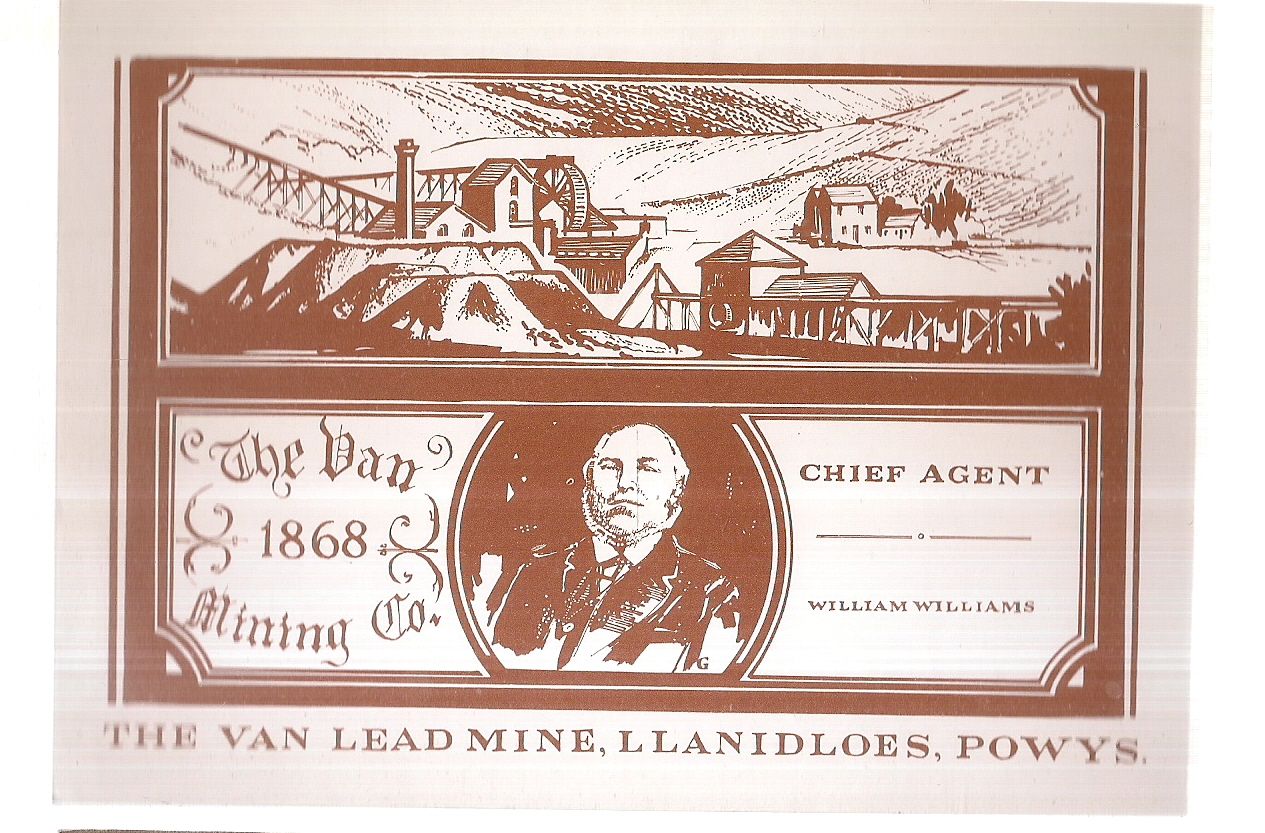 The Van
1868
Mining Co.
CHIEF AGENT
WILLIAM WILLIAMS
G
THE VAN LEAD MINE, LLANIDLOES, POWYS.